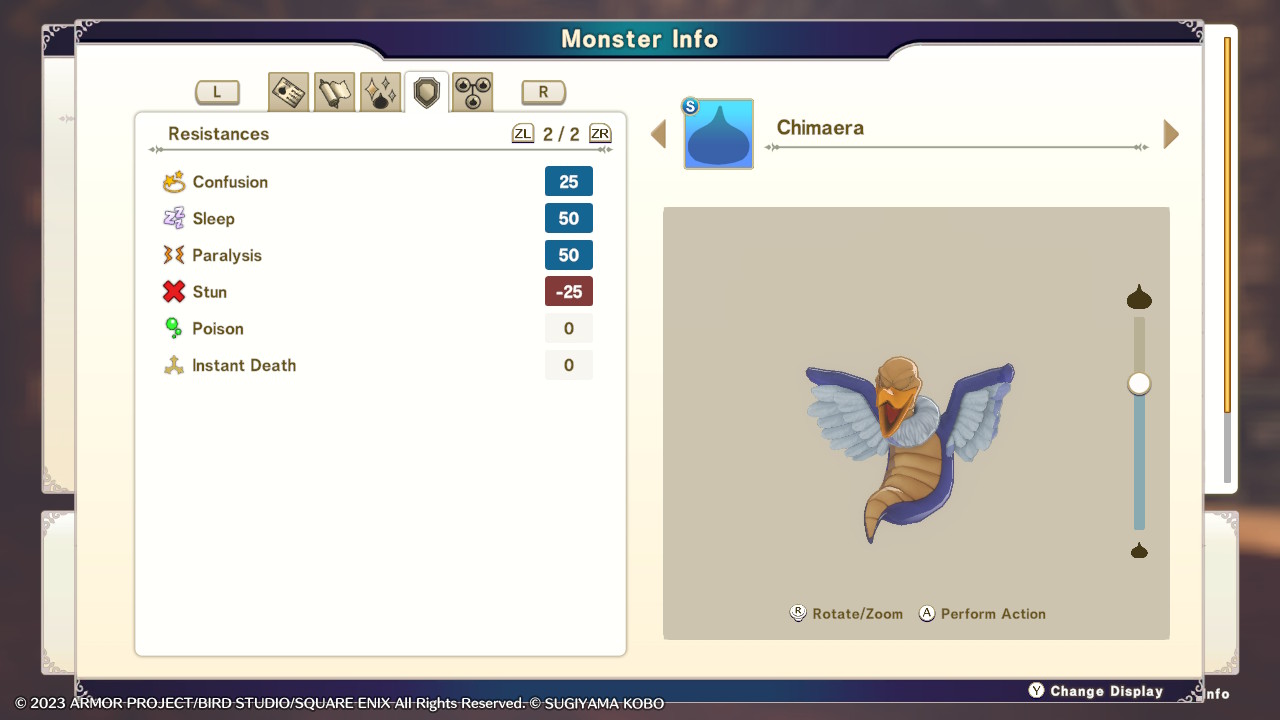 Monster Info
L
R
Resistances
ZL 2 / 2 ZR
Confusion 25
Sleep 50
Paralysis 50
Stun -25
Poison 0
Instant Death 0
S
Chimaera
R Rotate/Zoom A Perform Action
Y Change Display
nfo
© 2023 ARMOR PROJECT/BIRD STUDIO/SQUARE ENIX All Rights Reserved. © SUGIYAMA KOBO